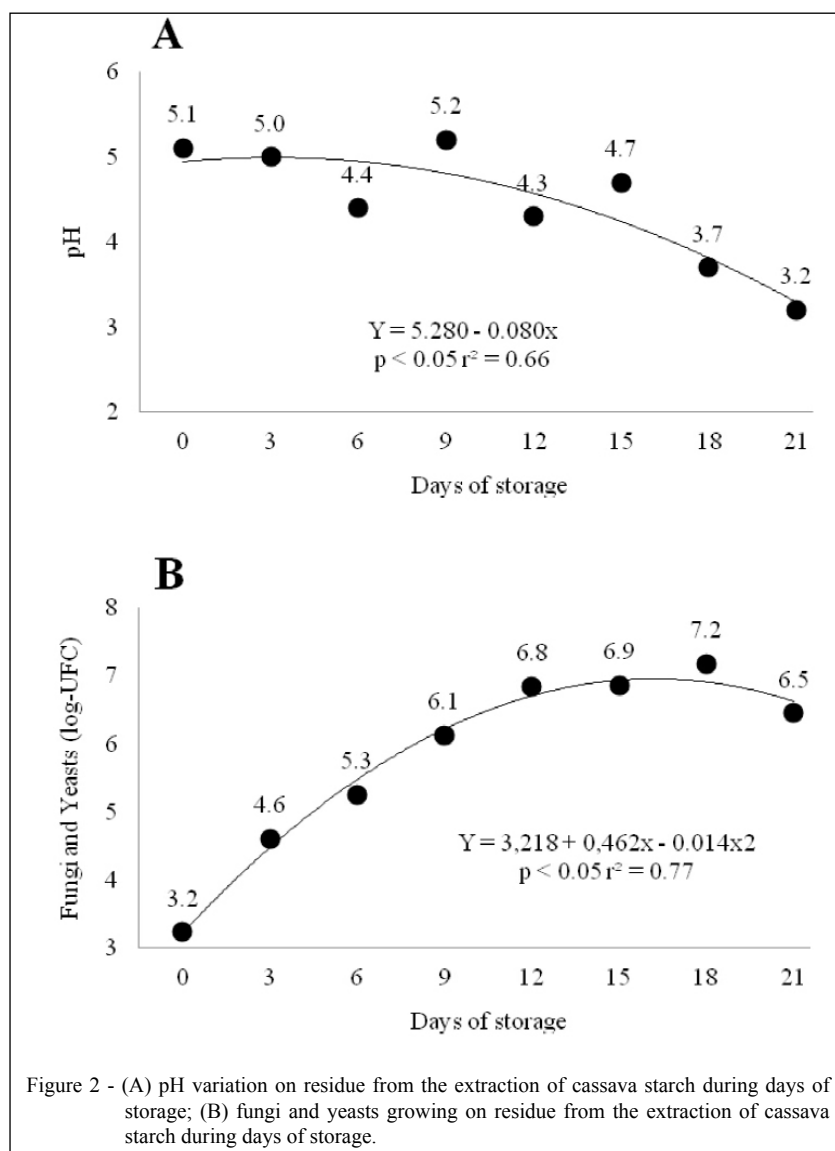 A
6
5
4
3
2
pH
5.1
5.0
4.4
5.2
4.3
4.7
3.7
3.2
Y = 5.280 - 0.080x
p < 0.05 r² = 0.66
0 3 6 9 12 15 18 21
Days of storage
B
8
7
6
5
4
3
Fungi and Yeasts (log-UFC)
3.2
4.6
5.3
6.1
6.8
6.9
7.2
6.5
Y = 3,218 + 0,462x - 0.014x2
p < 0.05 r² = 0.77
0 3 6 9 12 15 18 21
Days of storage
Figure 2 - (A) pH variation on residue from the extraction of cassava starch during days of
storage; (B) fungi and yeasts growing on residue from the extraction of cassava
starch during days of storage.